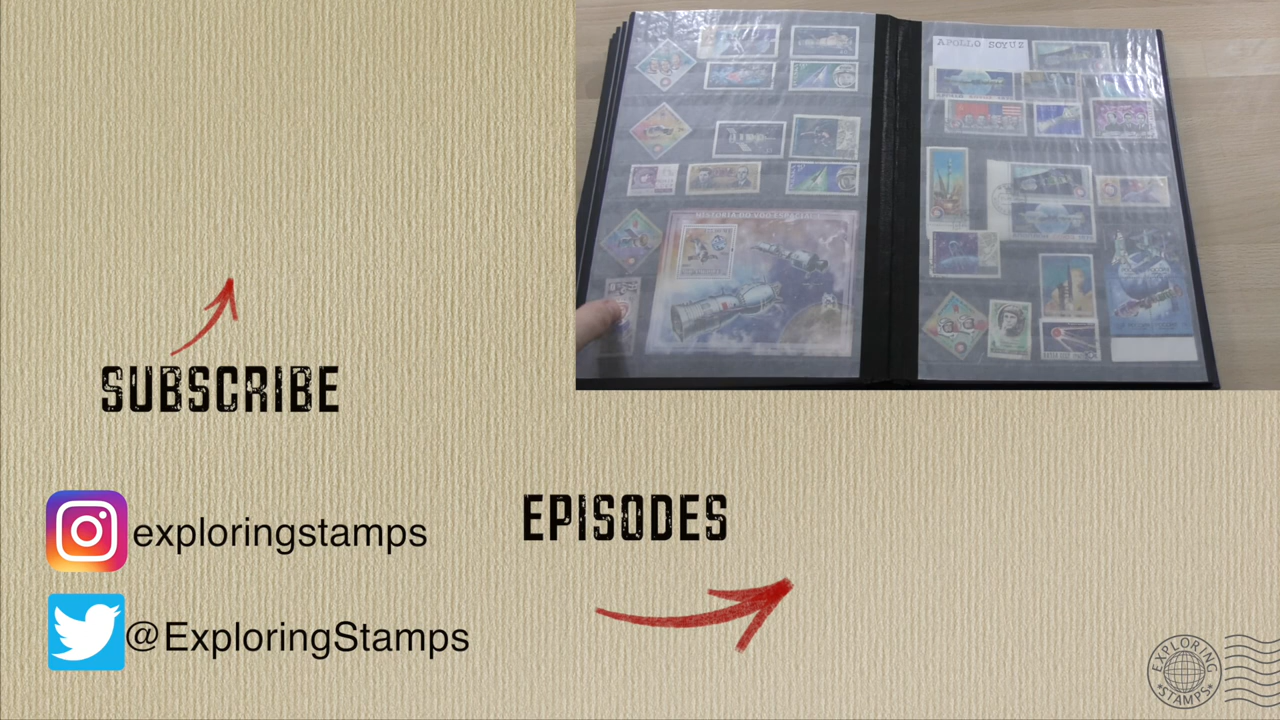 APOLLO SOYUZ
HISTORIA DO VOO ESPACIAL
SUBSCRIBE
exploringstamps
@ExploringStamps
EPISODES
EXPLORING
*STAMPS*